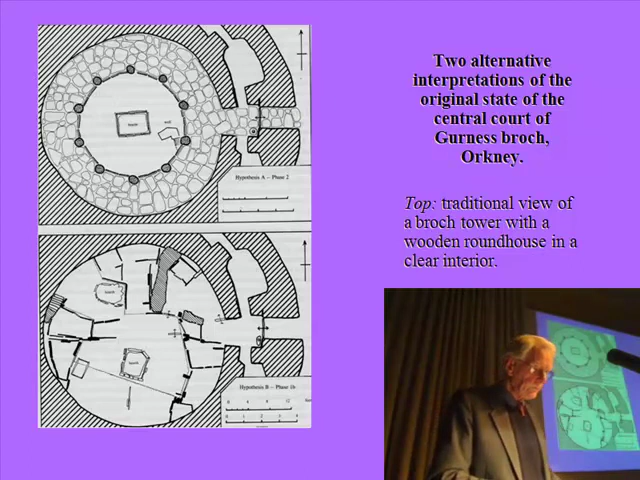 Two alternative
interpretations of the
original state of the
central court of
Gurness broch,
Orkney.
Top: traditional view of
a broch tower with a
wooden roundhouse in a
clear interior.
Hypothesis A – Phase 2
Hypothesis B – Phase 1b